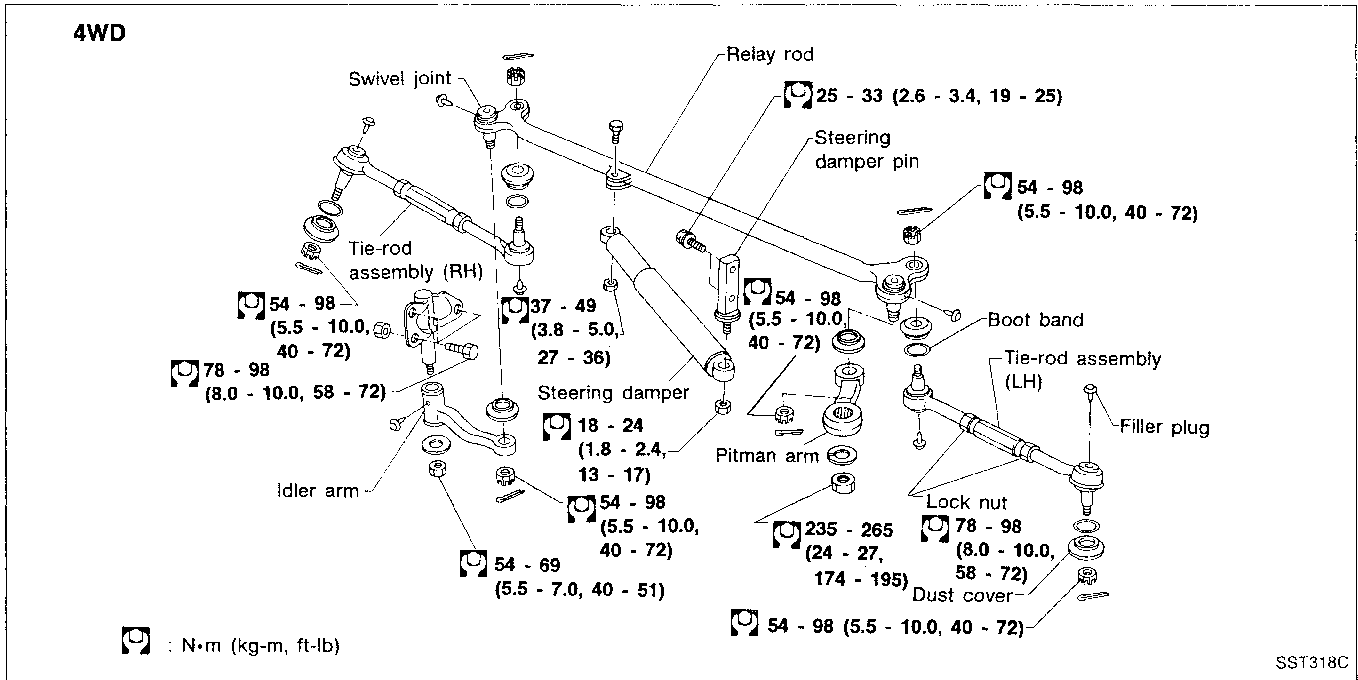 4WD
Relay rod
Swivel joint
25 - 33 (2.6 - 3.4, 19 - 25)
Steering
damper pin
54 - 98
(5.5 - 10.0, 40 - 72)
Tie-rod
assembly (RH)
54 - 98
(5.5 - 10.0,
40 - 72)
37 - 49
(3.8 - 5.0,
27 - 36)
54 - 98
(5.5 - 10.0,
40 - 72)
Boot band
Tie-rod assembly
(LH)
78 - 98
(8.0 - 10.0, 58 - 72)
Steering damper
18 - 24
(1.8 - 2.4,
13 - 17)
Pitman arm
Filler plug
Idler arm
54 - 98
(5.5 - 10.0,
40 - 72)
Lock nut
78 - 98
(8.0 - 10.0,
58 - 72)
235 - 265
(24 - 27,
174 - 195)
54 - 69
(5.5 - 7.0, 40 - 51)
Dust cover
54 - 98 (5.5 - 10.0, 40 - 72)
: N•m (kg-m, ft-lb)
SST318C